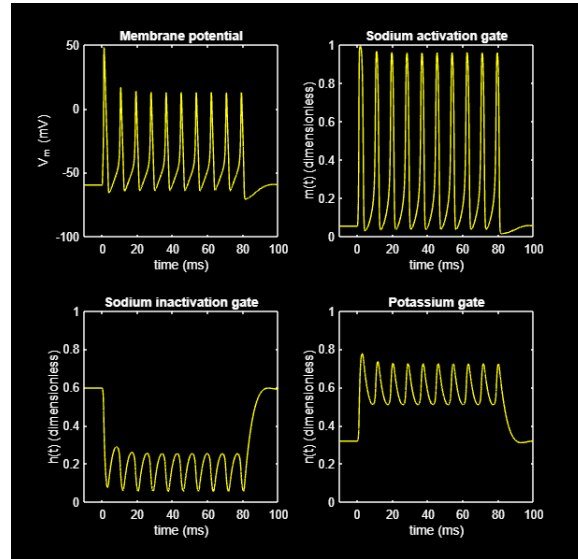 Membrane potential
50
0
-50
-100
V_m (mV)
0 20 40 60 80 100
time (ms)
Sodium activation gate
1
0.8
0.6
0.4
0.2
0
m(t) (dimensionless)
0 20 40 60 80 100
time (ms)
Sodium inactivation gate
1
0.8
0.6
0.4
0.2
0
h(t) (dimensionless)
0 20 40 60 80 100
time (ms)
Potassium gate
1
0.8
0.6
0.4
0.2
0
n(t) (dimensionless)
0 20 40 60 80 100
time (ms)